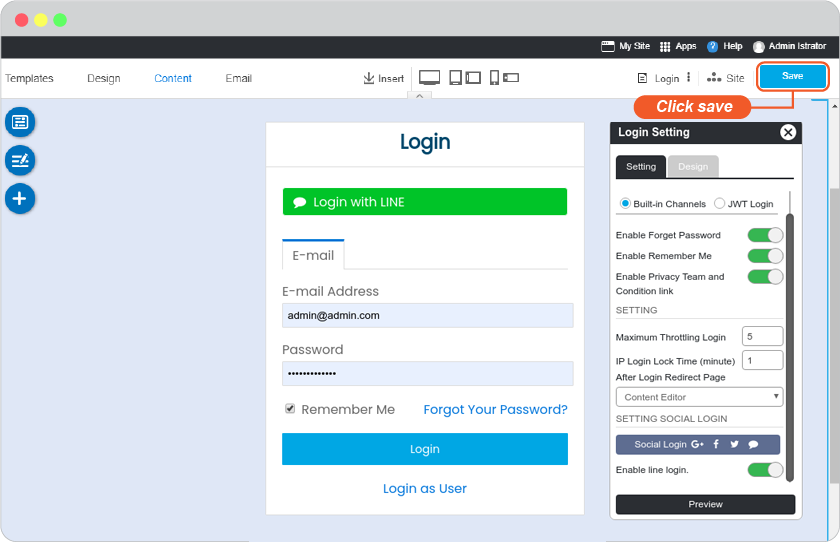 My Site Apps Help Admin Istrator
Templates Design Content Email Insert Login Site Save
Click save
Login
Login with LINE
E-mail
E-mail Address
admin@admin.com
Password
•••••••••••••
Remember Me Forgot Your Password?
Login
Login as User
Login Setting
Setting Design
Built-in Channels JWT Login
Enable Forget Password
Enable Remember Me
Enable Privacy Team and
Condition link
SETTING
Maximum Throttling Login 5
IP Login Lock Time (minute) 1
After Login Redirect Page
Content Editor
SETTING SOCIAL LOGIN
Social Login G+ f
Enable line login.
Preview